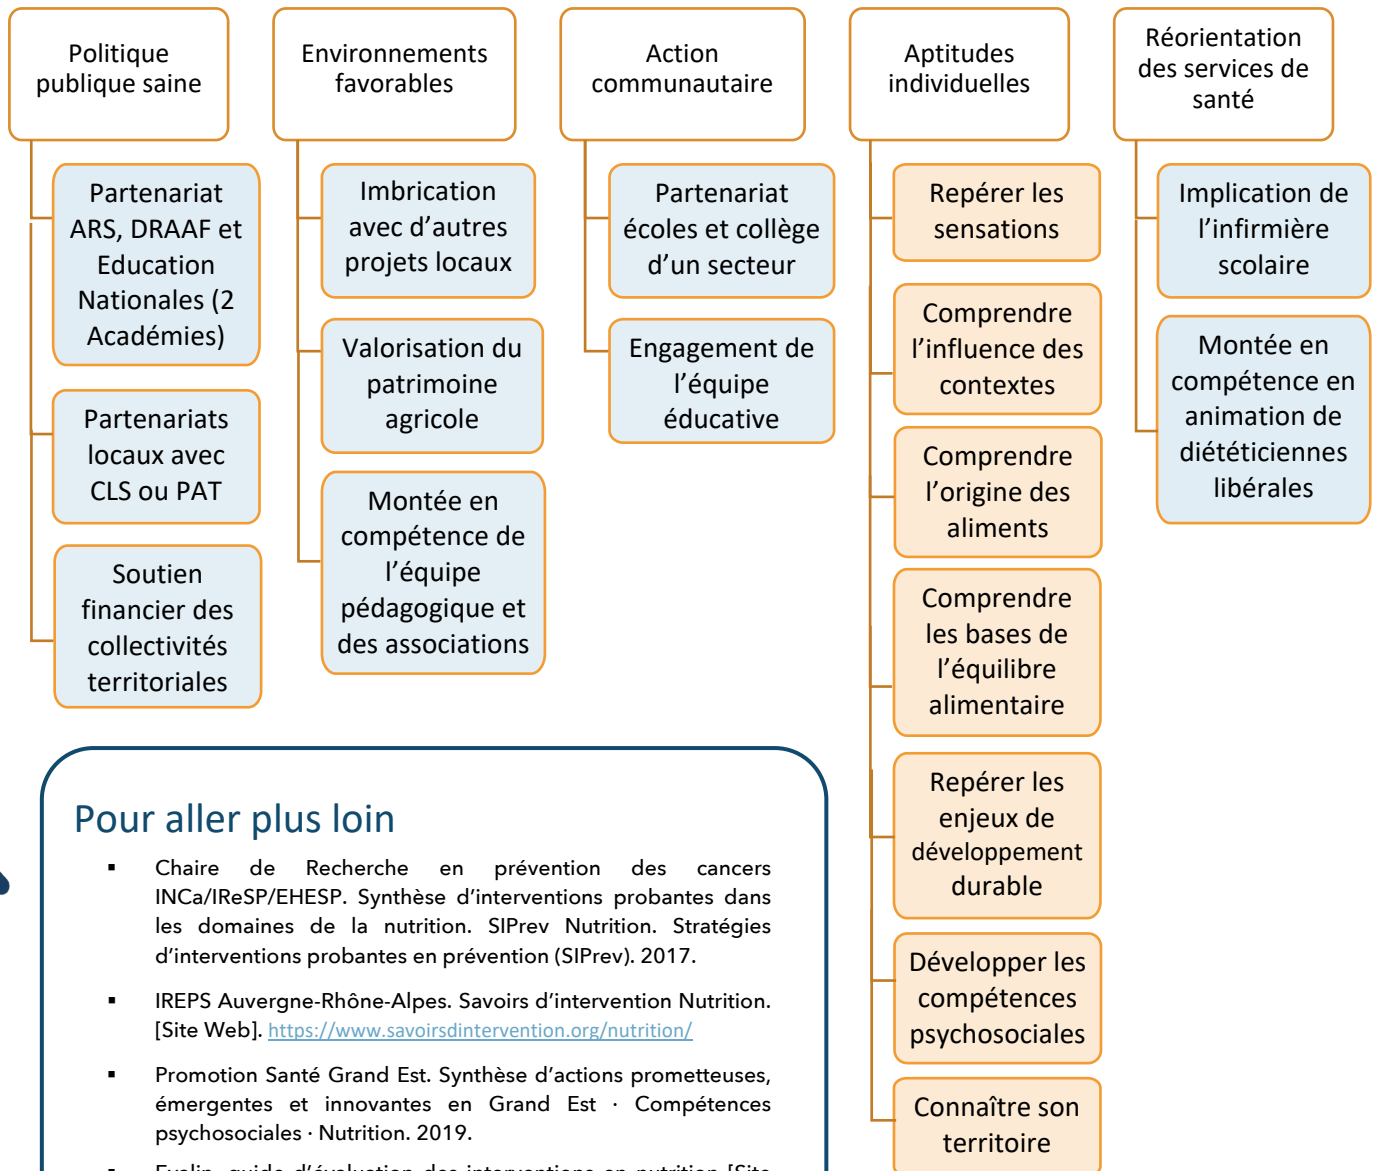 Politique
publique saine
Partenariat
ARS, DRAAF et
Education
Nationales (2
Académies)
Partenariats
locaux avec
CLS ou PAT
Soutien
financier des
collectivités
territoriales
Environnements
favorables
Imbrication
avec d’autres
projets locaux
Valorisation du
patrimoine
agricole
Montée en
compétence de
l’équipe
pédagogique et
des associations
Action
communautaire
Partenariat
écoles et collège
d’un secteur
Engagement de
l’équipe
éducative
Aptitudes
individuelles
Repérer les
sensations
Comprendre
l’influence des
contextes
Comprendre
l’origine des
aliments
Comprendre
les bases de
l’équilibre
alimentaire
Repérer les
enjeux de
développement
durable
Développer les
compétences
psychosociales
Connaître son
territoire
Réorientation
des services de
santé
Implication de
l’infirmière
scolaire
Montée en
compétence en
animation de
diététiciennes
libérales
Pour aller plus loin
▪ Chaire de Recherche en prévention des cancers
INCa/IReSP/EHESP. Synthèse d’interventions probantes dans
les domaines de la nutrition. SIPrev Nutrition. Stratégies
d’interventions probantes en prévention (SIPrev). 2017.
▪ IREPS Auvergne-Rhône-Alpes. Savoirs d’intervention Nutrition.
[Site Web]. https://www.savoirsdintervention.org/nutrition/
▪ Promotion Santé Grand Est. Synthèse d’actions prometteuses,
émergentes et innovantes en Grand Est · Compétences
psychosociales · Nutrition. 2019.
▪ Evalin, guide d’évaluation des interventions en nutrition [Site